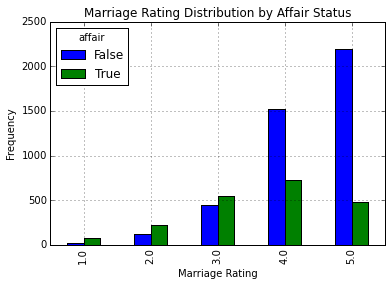 Marriage Rating Distribution by Affair Status
affair
False
True
Frequency
2500
2000
1500
1000
500
0
1.0
2.0
3.0
4.0
5.0
Marriage Rating